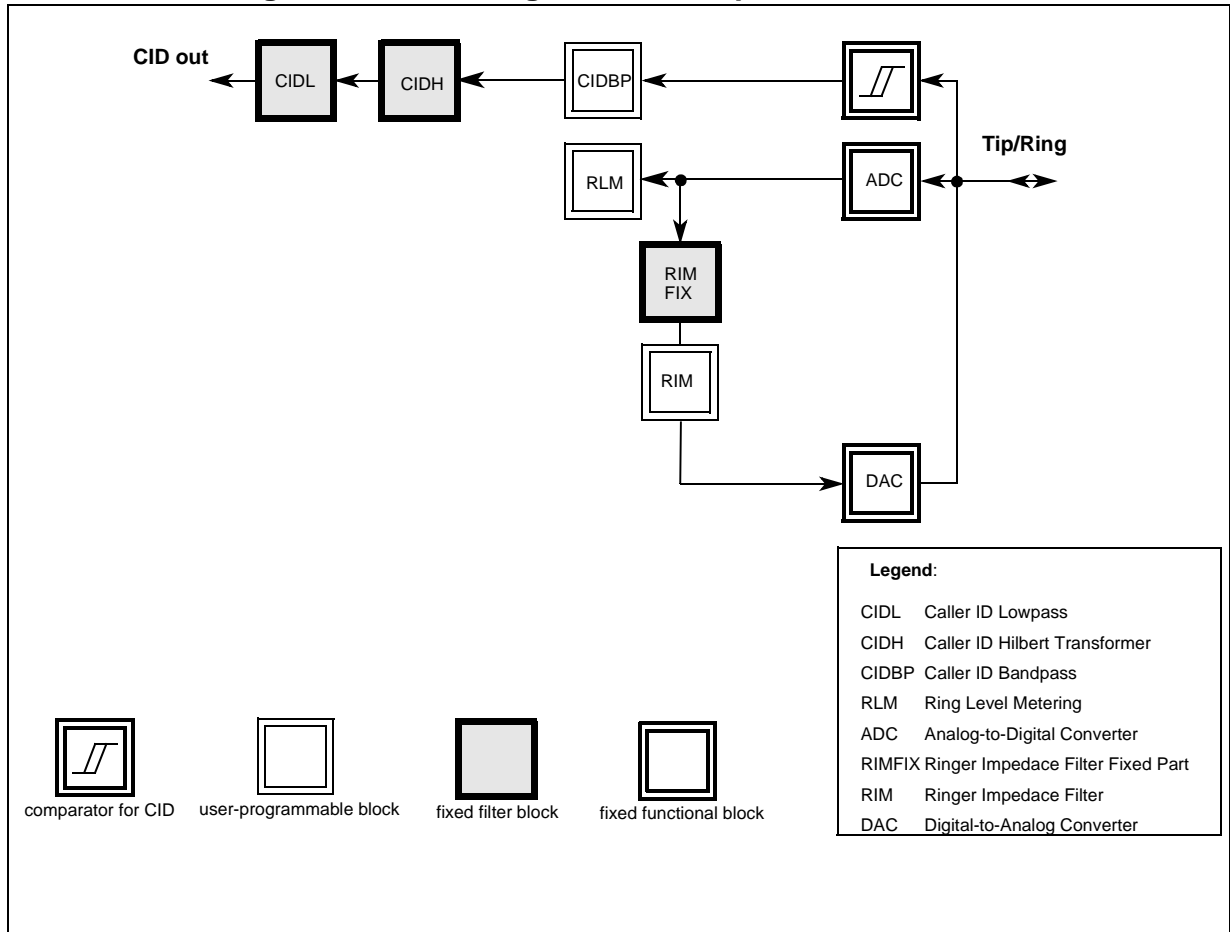 CID out
CIDL
CIDH
CIDBP
Tip/Ring
RLM
ADC
RIM
FIX
RIM
DAC
Legend:
CIDL Caller ID Lowpass
CIDH Caller ID Hilbert Transformer
CIDBP Caller ID Bandpass
RLM Ring Level Metering
ADC Analog-to-Digital Converter
RIMFIX Ringer Impedace Filter Fixed Part
RIM Ringer Impedace Filter
DAC Digital-to-Analog Converter
comparator for CID
user-programmable block
fixed filter block
fixed functional block